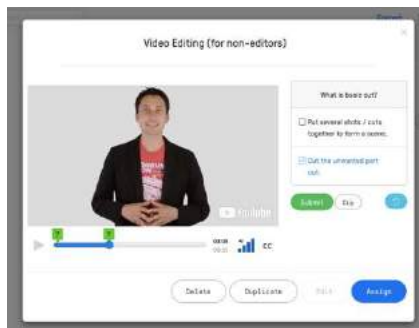 Video Editing (for non-editors)
What is basic cut?
Put several shots / cuts
together to form a scene.
Cut the unwanted part
out.
YouTube
Submit
CC
Delete
Duplicate
Edit
Assign